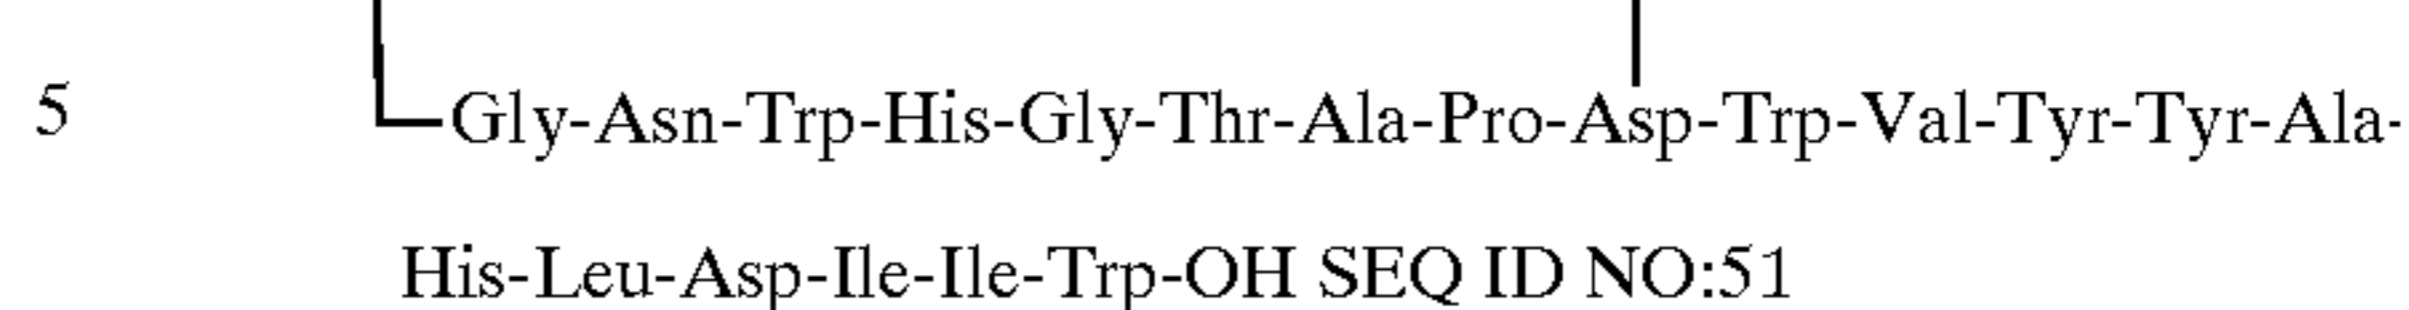 5 Gly-Asn-Trp-His-Gly-Thr-Ala-Pro-Asp-Trp-Val-Tyr-Tyr-Ala-
His-Leu-Asp-Ile-Ile-Trp-OH SEQ ID NO:51